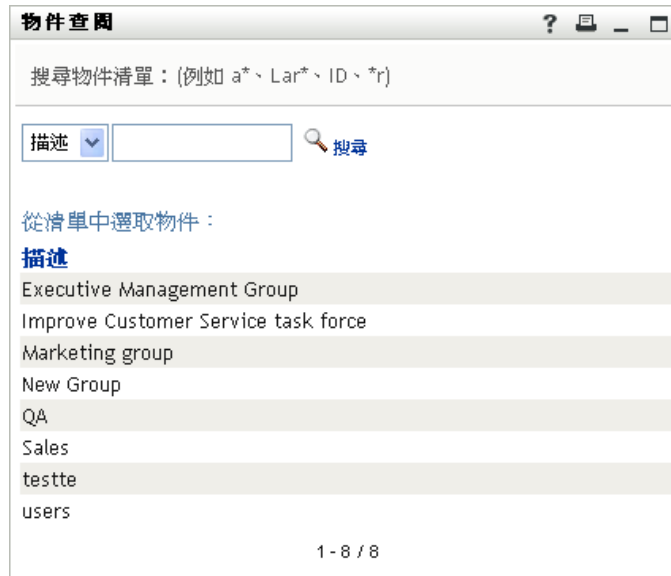 物件查閱
?
搜尋物件清單：(例如 a*、Lar*、ID、*r)
描述 搜尋
從清單中選取物件：
描述
Executive Management Group
Improve Customer Service task force
Marketing group
New Group
QA
Sales
testte
users
1 - 8 / 8